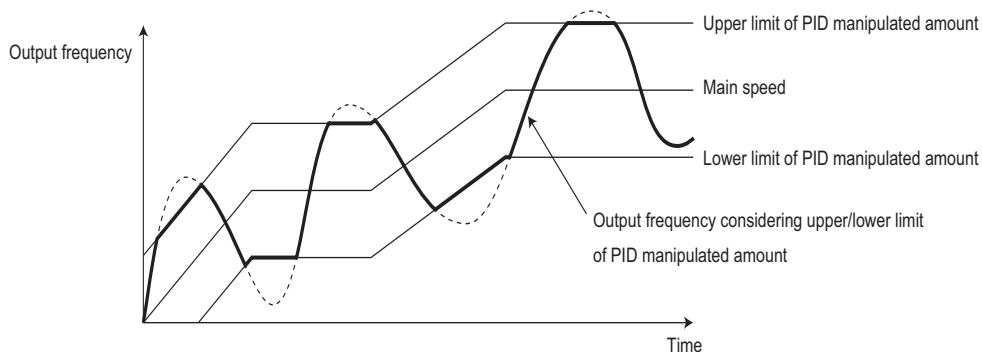 Upper limit of PID manipulated amount
Output frequency
Main speed
Lower limit of PID manipulated amount
Output frequency considering upper/lower limit
of PID manipulated amount
Time